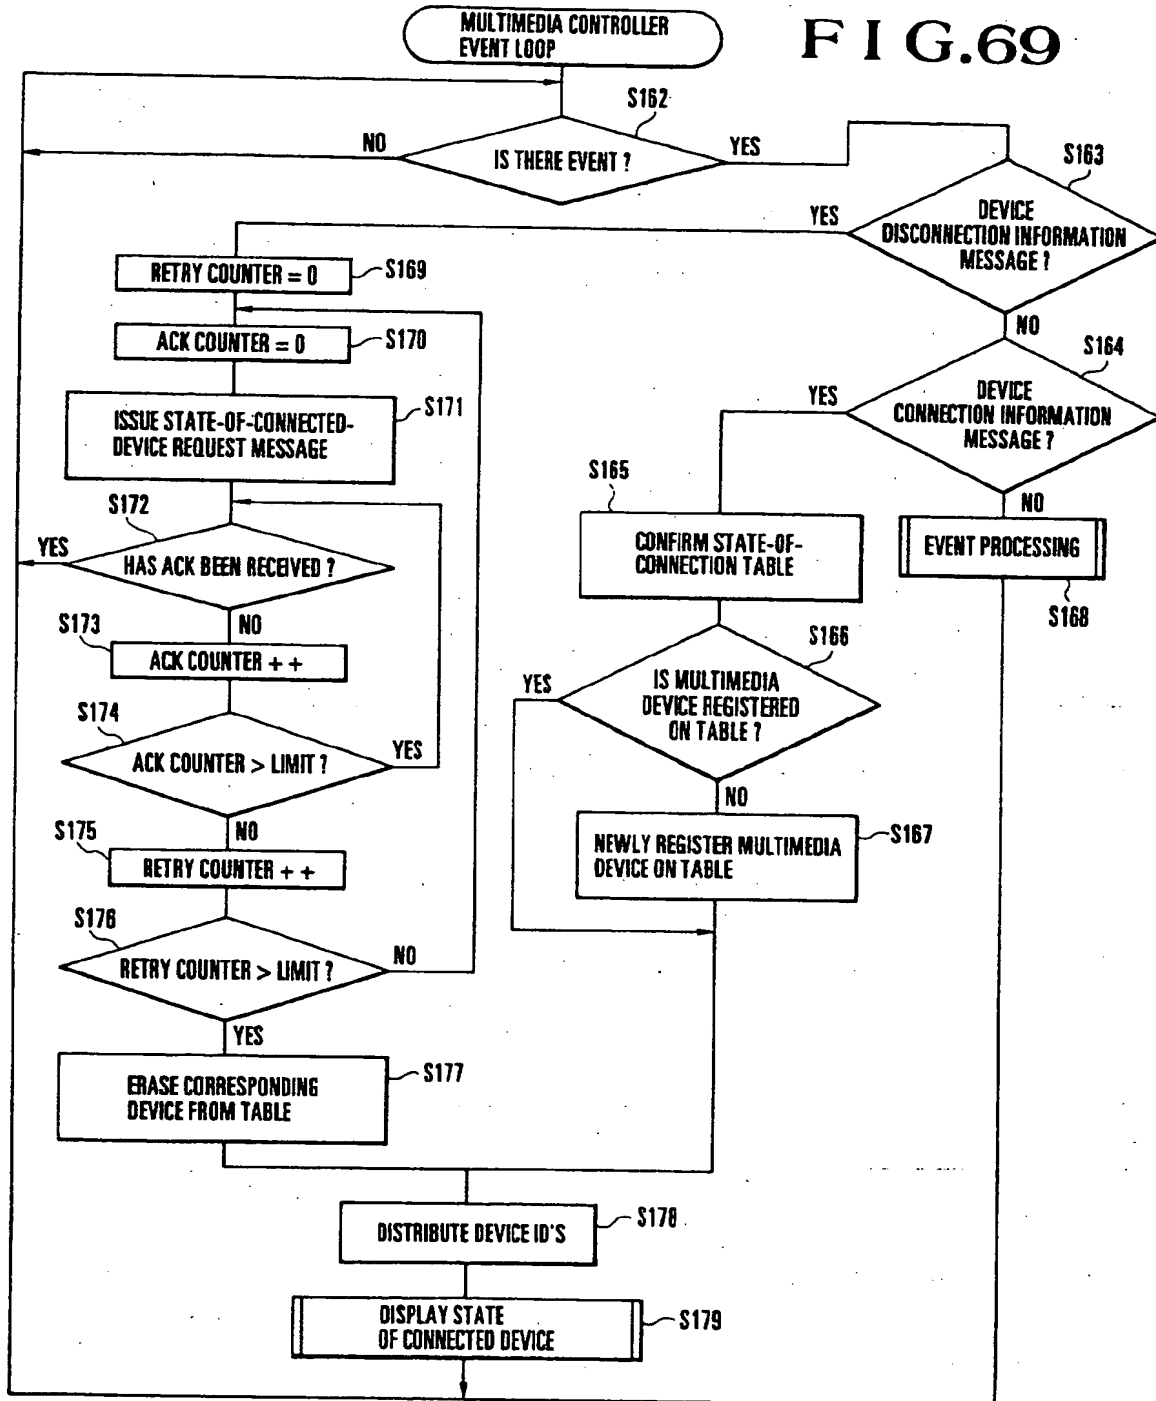 MULTIMEDIA CONTROLLER
EVENT LOOP
FIG.69
S162
NO
IS THERE EVENT ?
YES
S163
YES
DEVICE
DISCONNECTION INFORMATION
MESSAGE ?
RETRY COUNTER = 0
S169
NO
ACK COUNTER = 0
S170
S164
YES
DEVICE
CONNECTION INFORMATION
MESSAGE ?
ISSUE STATE-OF-CONNECTED-
DEVICE REQUEST MESSAGE
S171
S165
NO
S172
YES
HAS ACK BEEN RECEIVED ?
CONFIRM STATE-OF-
CONNECTION TABLE
EVENT PROCESSING
S168
NO
S173
ACK COUNTER + +
S166
YES
IS MULTIMEDIA
DEVICE REGISTERED
ON TABLE ?
S174
ACK COUNTER > LIMIT ?
YES
NO
NO
S175
RETRY COUNTER + +
NEWLY REGISTER MULTIMEDIA
DEVICE ON TABLE
S167
S176
RETRY COUNTER > LIMIT ?
NO
YES
ERASE CORRESPONDING
DEVICE FROM TABLE
S177
DISTRIBUTE DEVICE ID'S
S178
DISPLAY STATE
OF CONNECTED DEVICE
S179